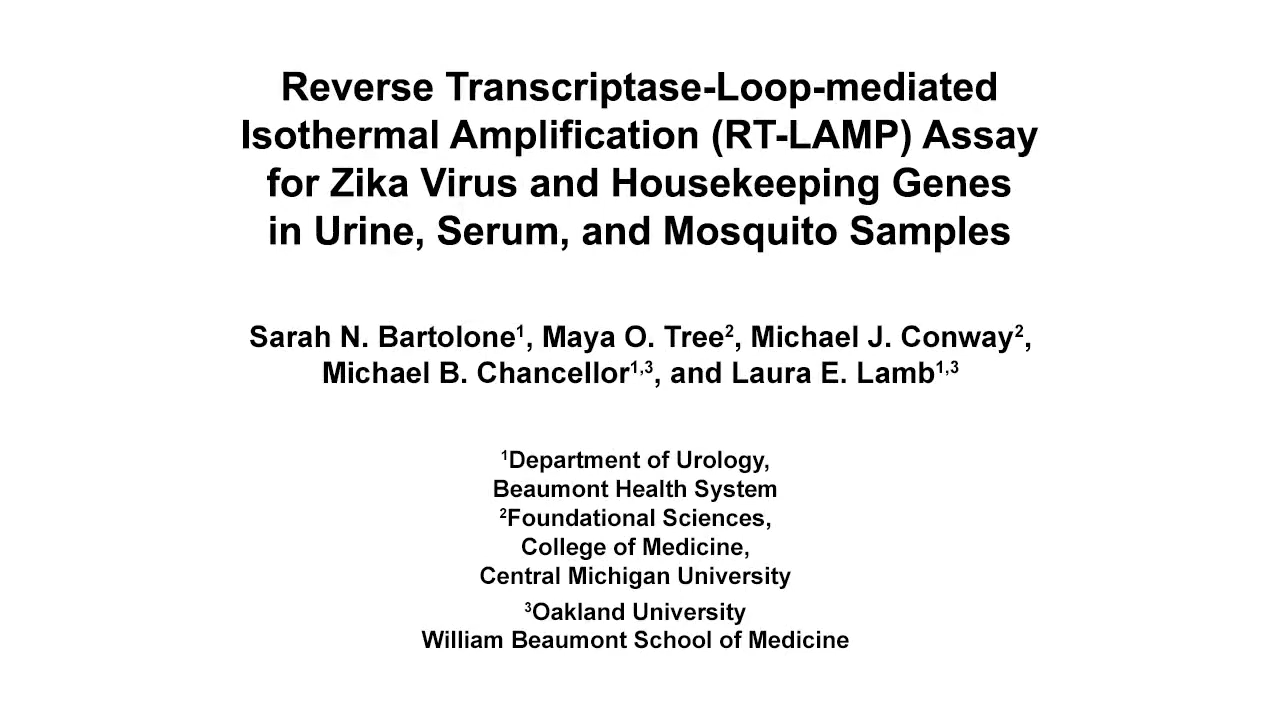 Reverse Transcriptase-Loop-mediated
Isothermal Amplification (RT-LAMP) Assay
for Zika Virus and Housekeeping Genes
in Urine, Serum, and Mosquito Samples
Sarah N. Bartolone¹, Maya O. Tree², Michael J. Conway²,
Michael B. Chancellor¹,³, and Laura E. Lamb¹,³
¹Department of Urology,
Beaumont Health System
²Foundational Sciences,
College of Medicine,
Central Michigan University
³Oakland University
William Beaumont School of Medicine